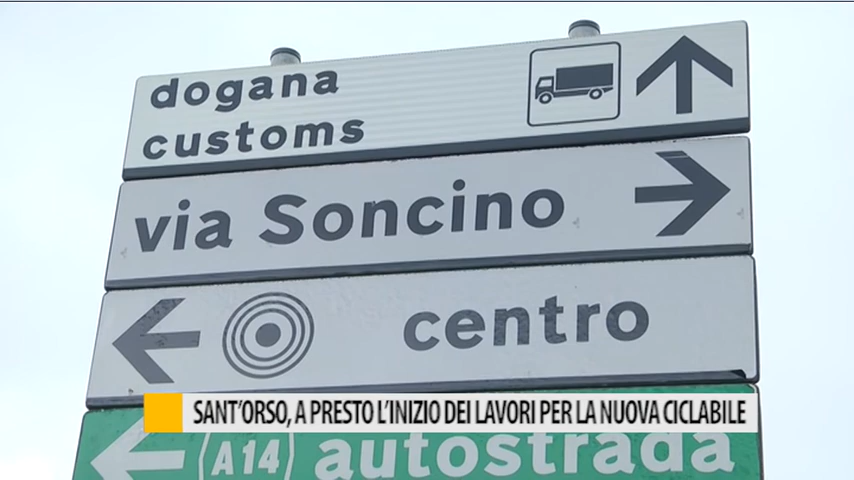 dogana
customs
via Soncino
centro
SANT'ORSO, A PRESTO L'INIZIO DEI LAVORI PER LA NUOVA CICLABILE
A14 autostrada